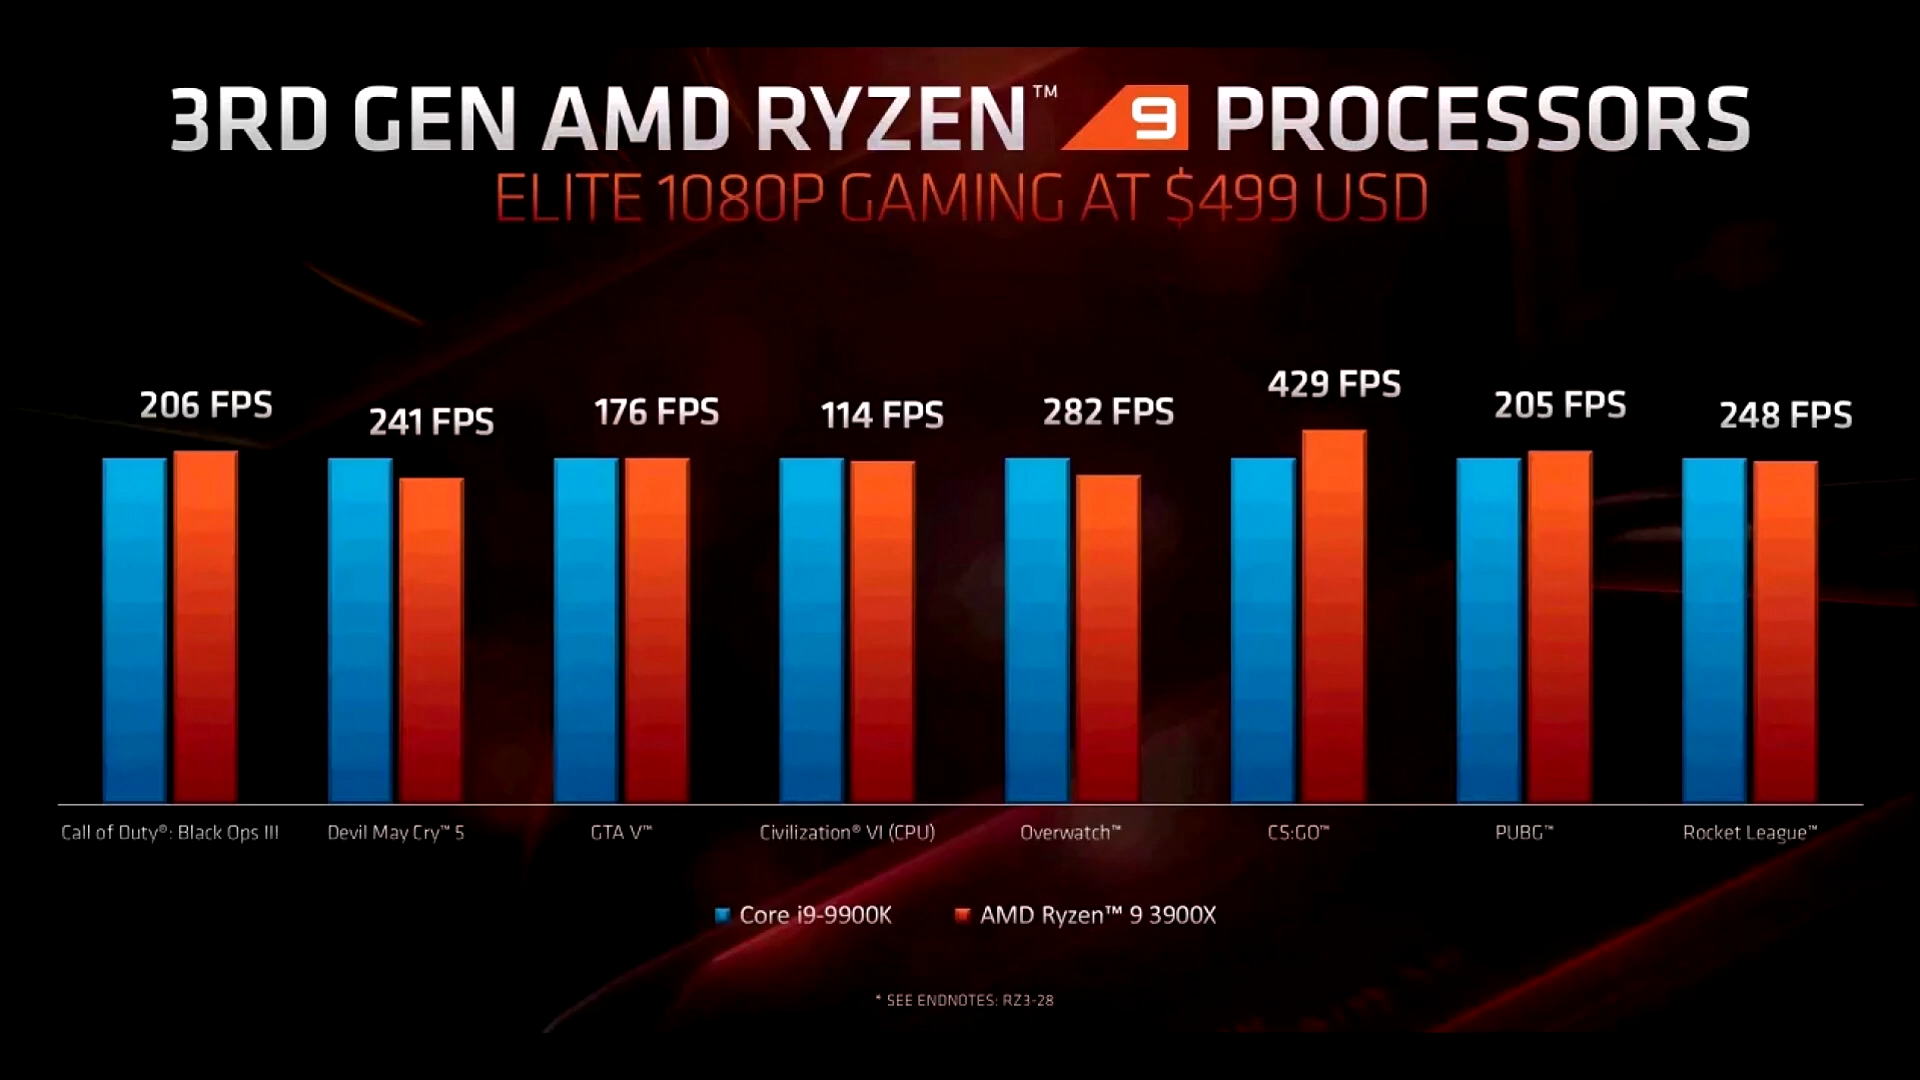 3RD GEN AMD RYZEN™ 9 PROCESSORS
ELITE 1080P GAMING AT $499 USD
206 FPS
241 FPS
176 FPS
114 FPS
282 FPS
429 FPS
205 FPS
248 FPS
Call of Duty®: Black Ops III
Devil May Cry™ 5
GTA V™
Civilization® VI (CPU)
Overwatch™
CS:GO™
PUBG™
Rocket League™
Core i9-9900K
AMD Ryzen™ 9 3900X
* SEE ENDNOTES: RZ3-28